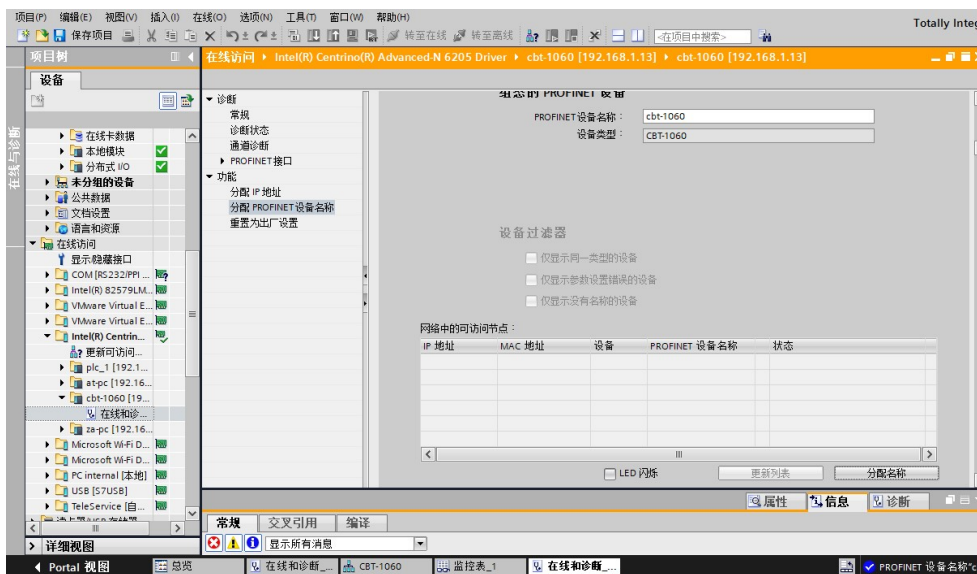 项目(P) 编辑(E) 视图(V) 插入(I) 在线(O) 选项(N) 工具(T) 窗口(W) 帮助(H)
Totally Integ
保存项目 转至在线 转至离线 <在项目中搜索>
项目树
在线访问 ▸ Intel(R) Centrino(R) Advanced-N 6205 Driver ▸ cbt-1060 [192.168.1.13] ▸ cbt-1060 [192.168.1.13]
设备
在线与诊断
在线卡数据
本地模块
分布式 I/O
未分组的设备
公共数据
文档设置
语言和资源
在线访问
显示/隐藏接口
COM [RS232/PPI ...
Intel(R) 82579LM...
VMware Virtual E...
VMware Virtual E...
Intel(R) Centrin...
更新可访问...
plc_1 [192.1...
at-pc [192.16...
cbt-1060 [19...
在线和诊...
za-pc [192.16...
Microsoft Wi-Fi D...
Microsoft Wi-Fi D...
PC internal [本地]
USB [S7USB]
TeleService [自...
读卡器/USB 存储器
详细视图
诊断
常规
诊断状态
通道诊断
PROFINET 接口
功能
分配 IP 地址
分配 PROFINET 设备名称
重置为出厂设置
组态的 PROFINET 设备
PROFINET 设备名称： cbt-1060
设备类型： CBT-1060
设备过滤器
仅显示同一类型的设备
仅显示参数设置错误的设备
仅显示没有名称的设备
网络中的可访问节点：
IP 地址 MAC 地址 设备 PROFINET 设备名称 状态
LED 闪烁 更新列表 分配名称
属性 信息 诊断
常规 交叉引用 编译
显示所有消息
Portal 视图 总览 在线和诊断_... CBT-1060 监控表_1 在线和诊断_... PROFINET 设备名称"c